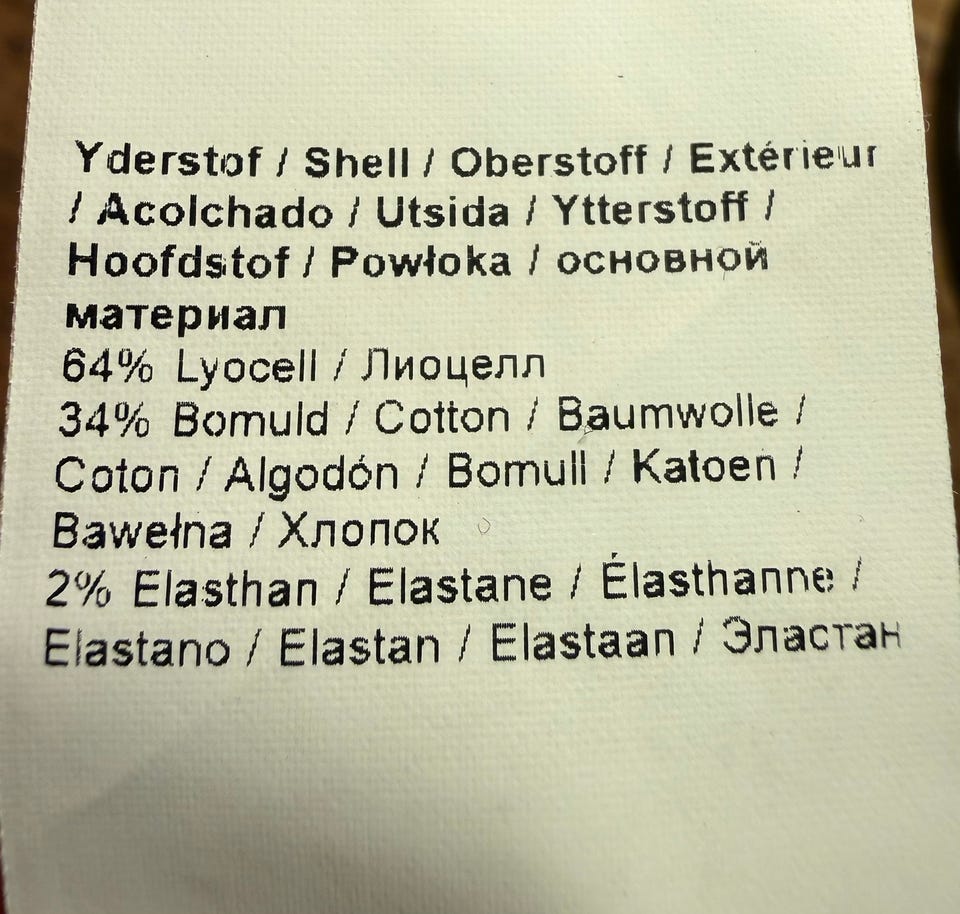 Yderstof / Shell / Oberstoff / Extérieur
/ Acolchado / Utsida / Ytterstoff /
Hoofdstof / Powłoka / основной
материал
64% Lyocell / Лиоцелл
34% Bomuld / Cotton / Baumwolle /
Coton / Algodón / Bomull / Katoen /
Bawełna / Хлопок
2% Elasthan / Elastane / Élasthanne /
Elastano / Elastan / Elastaan / Эластан